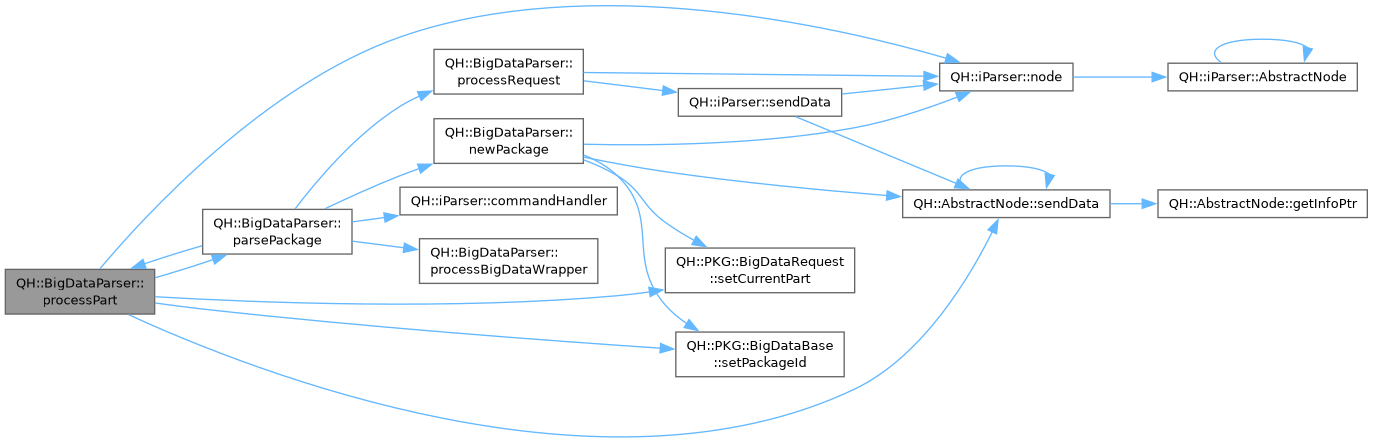 QH::BigDataParser::
processRequest
QH::iParser::node
QH::iParser::AbstractNode
QH::iParser::sendData
QH::BigDataParser::
newPackage
QH::iParser::commandHandler
QH::AbstractNode::sendData
QH::AbstractNode::getInfoPtr
QH::BigDataParser::
parsePackage
QH::BigDataParser::
processBigDataWrapper
QH::PKG::BigDataRequest
::setCurrentPart
QH::BigDataParser::
processPart
QH::PKG::BigDataBase
::setPackageId